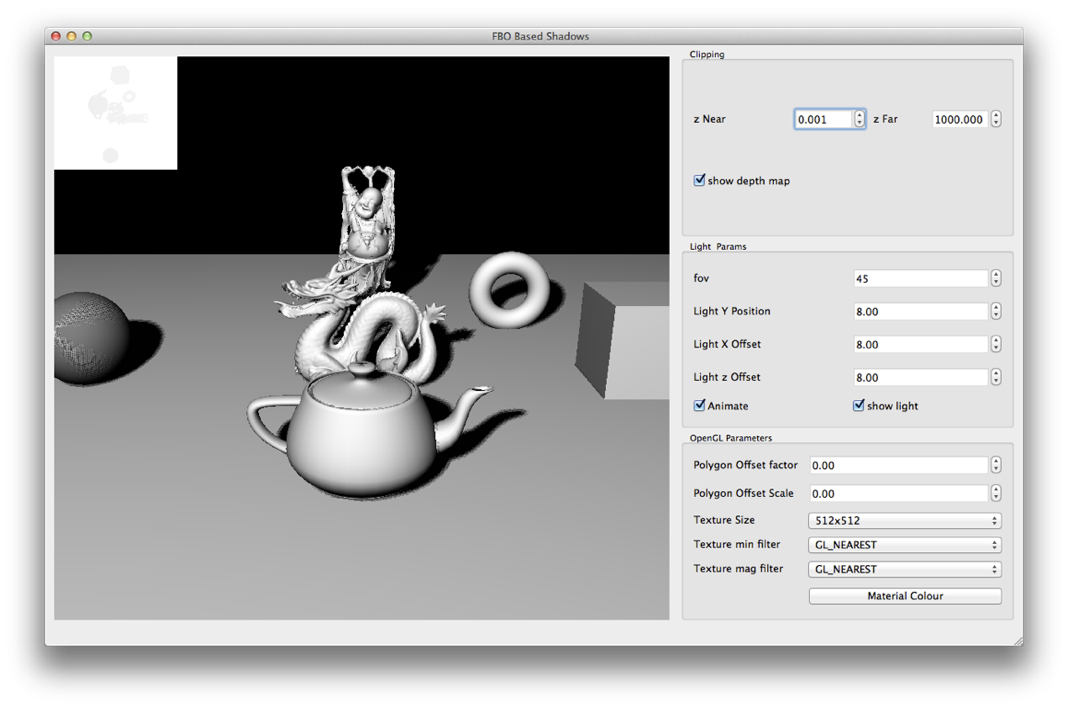 FBO Based Shadows
Clipping
z Near 0.001 z Far 1000.000
show depth map
Light Params
fov 45
Light Y Position 8.00
Light X Offset 8.00
Light z Offset 8.00
Animate show light
OpenGL Parameters
Polygon Offset factor 0.00
Polygon Offset Scale 0.00
Texture Size 512x512
Texture min filter GL_NEAREST
Texture mag filter GL_NEAREST
Material Colour